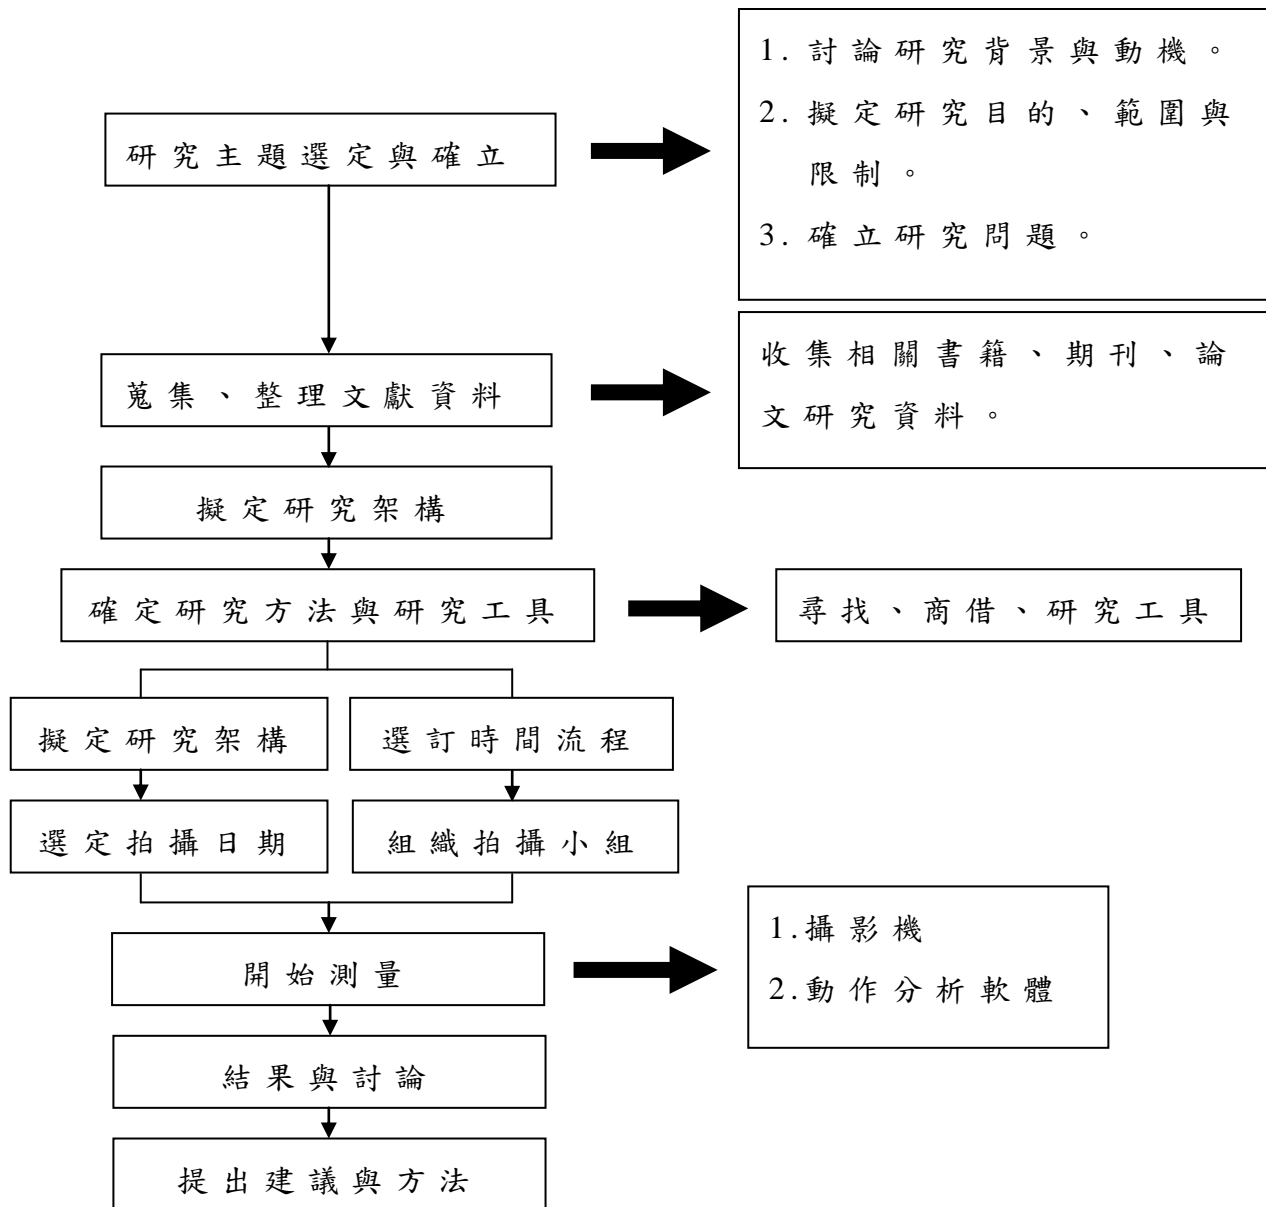 研究主題選定與確立
1. 討論研究背景與動機。
2. 擬定研究目的、範圍與
限制。
3. 確立研究問題。
蒐集、整理文獻資料
收集相關書籍、期刊、論
文研究資料。
擬定研究架構
確定研究方法與研究工具
尋找、商借、研究工具
擬定研究架構
選訂時間流程
選定拍攝日期
組織拍攝小組
開始測量
1.攝影機
2.動作分析軟體
結果與討論
提出建議與方法